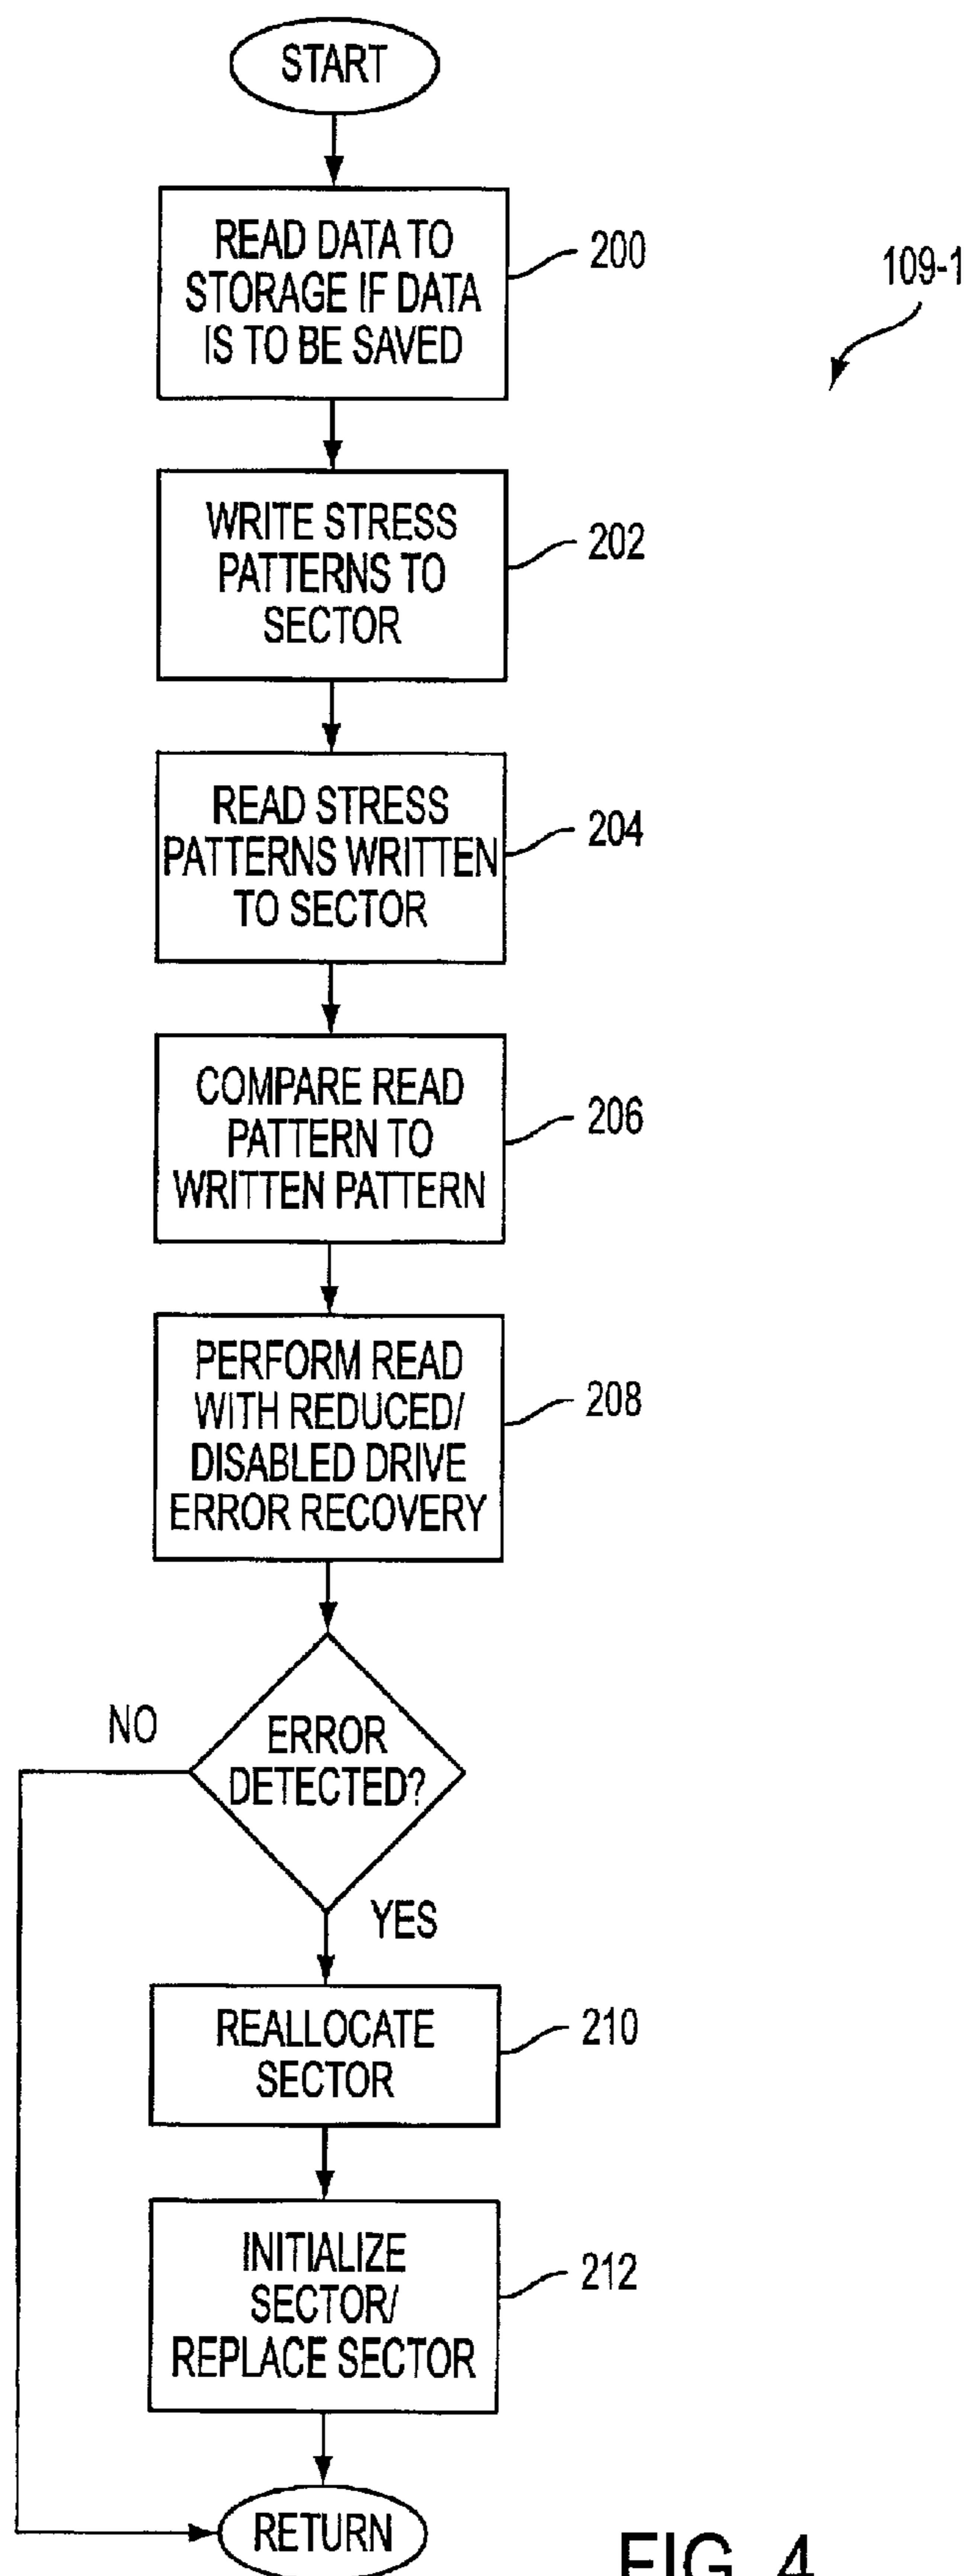 START
READ DATA TO
STORAGE IF DATA
IS TO BE SAVED
200
109-1
WRITE STRESS
PATTERNS TO
SECTOR
202
READ STRESS
PATTERNS WRITTEN
TO SECTOR
204
COMPARE READ
PATTERN TO
WRITTEN PATTERN
206
PERFORM READ
WITH REDUCED/
DISABLED DRIVE
ERROR RECOVERY
208
NO
ERROR
DETECTED?
YES
REALLOCATE
SECTOR
210
INITIALIZE
SECTOR/
REPLACE SECTOR
212
RETURN
FIG. 4